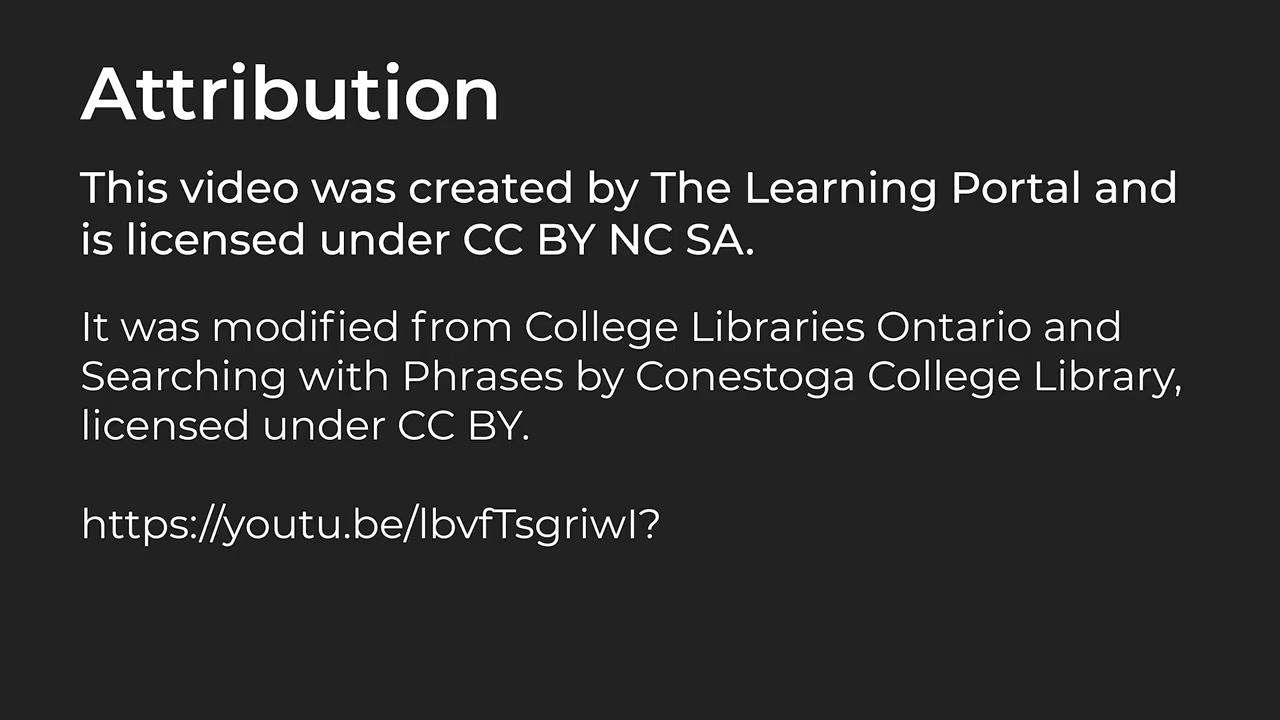 Attribution
This video was created by The Learning Portal and
is licensed under CC BY NC SA.
It was modified from College Libraries Ontario and
Searching with Phrases by Conestoga College Library,
licensed under CC BY.
https://youtu.be/lbvfTsgriwI?